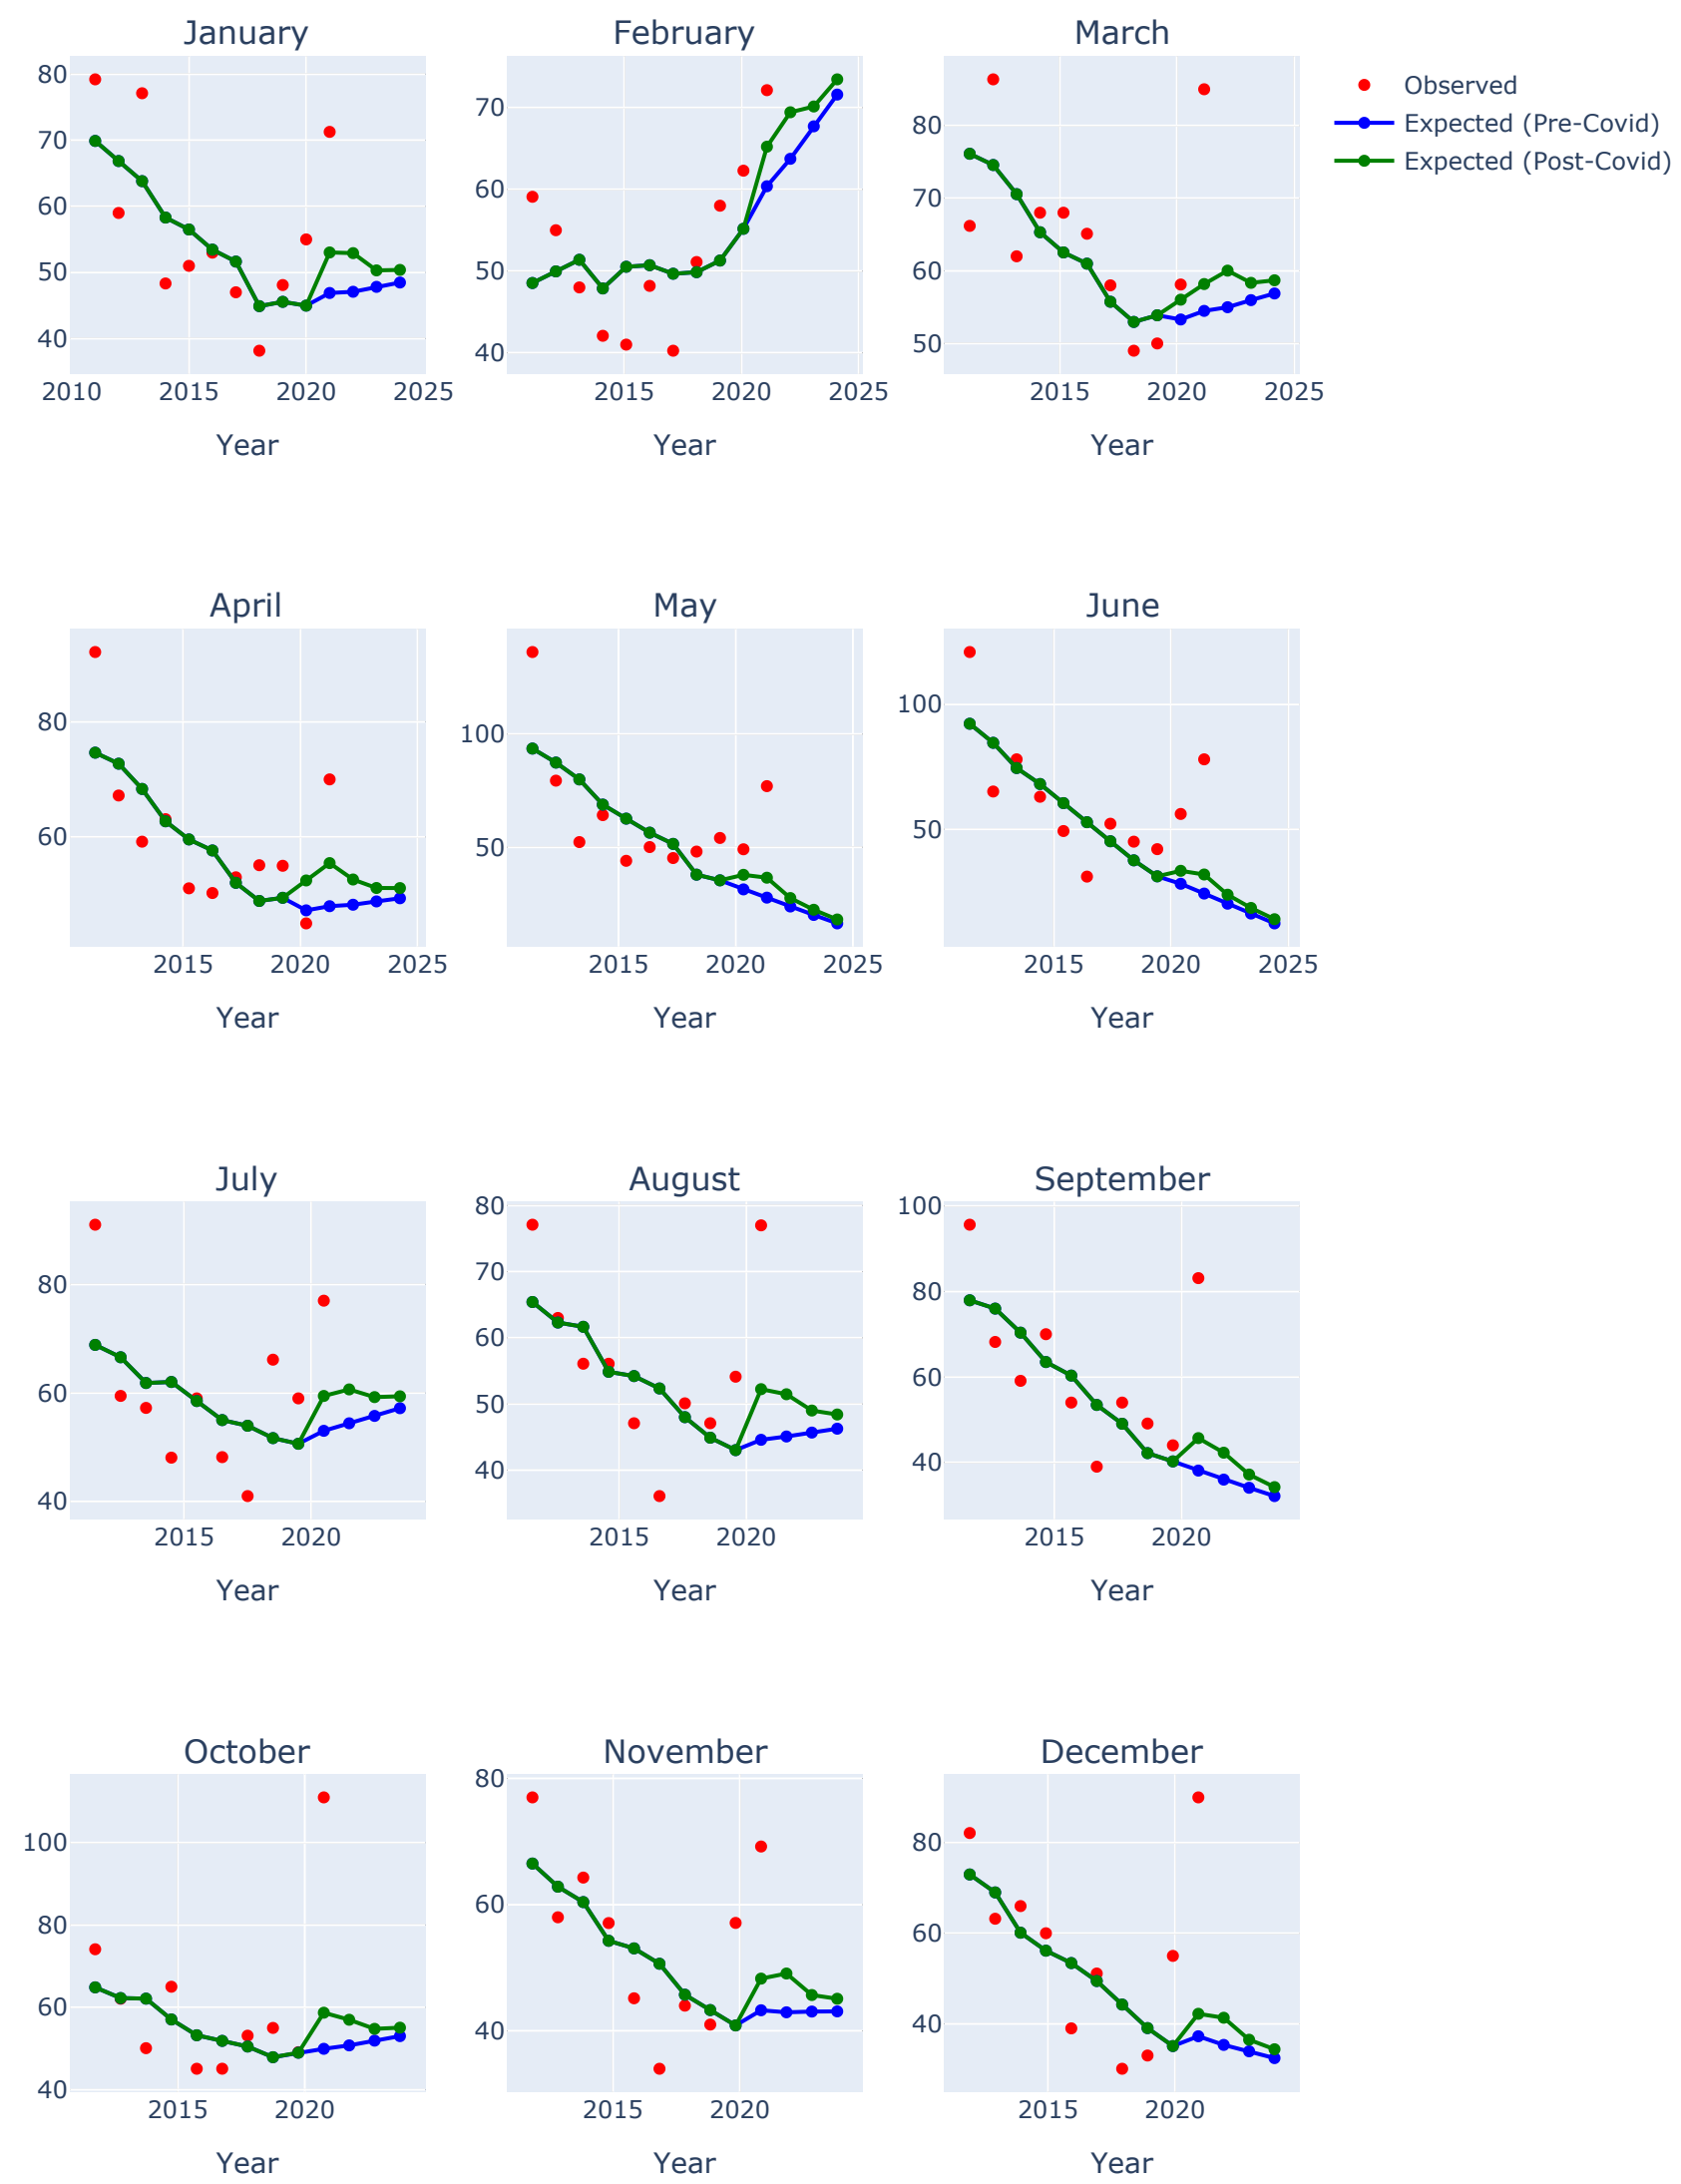 January
February
March
80
70
60
50
40
2010
2015
2020
2025
Year
70
60
50
40
2015
2020
2025
Year
80
70
60
50
2015
2020
2025
Year
Observed
Expected (Pre-Covid)
Expected (Post-Covid)
April
May
June
80
60
2015
2020
2025
Year
100
50
2015
2020
2025
Year
100
50
2015
2020
2025
Year
July
August
September
80
60
40
2015
2020
Year
80
70
60
50
40
2015
2020
Year
100
80
60
40
2015
2020
Year
October
November
December
100
80
60
40
2015
2020
Year
80
60
40
2015
2020
Year
80
60
40
2015
2020
Year